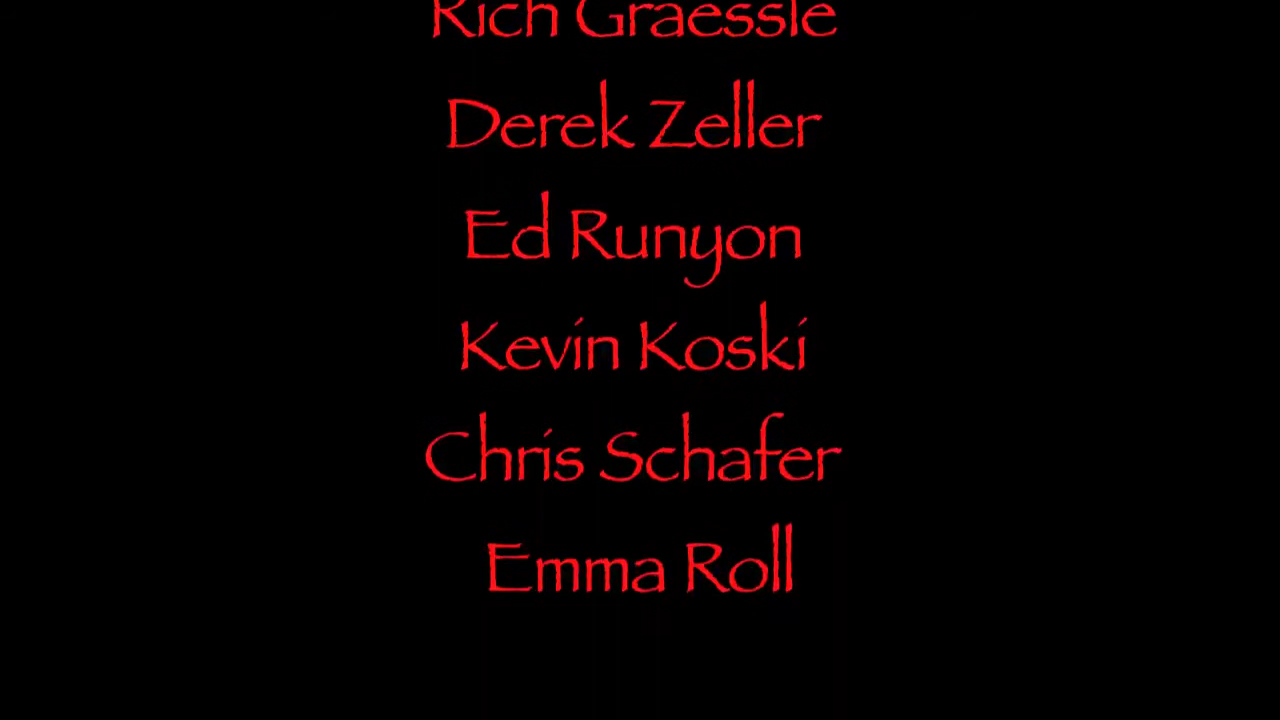 Rich Graessle
Derek Zeller
Ed Runyon
Kevin Koski
Chris Schafer
Emma Roll